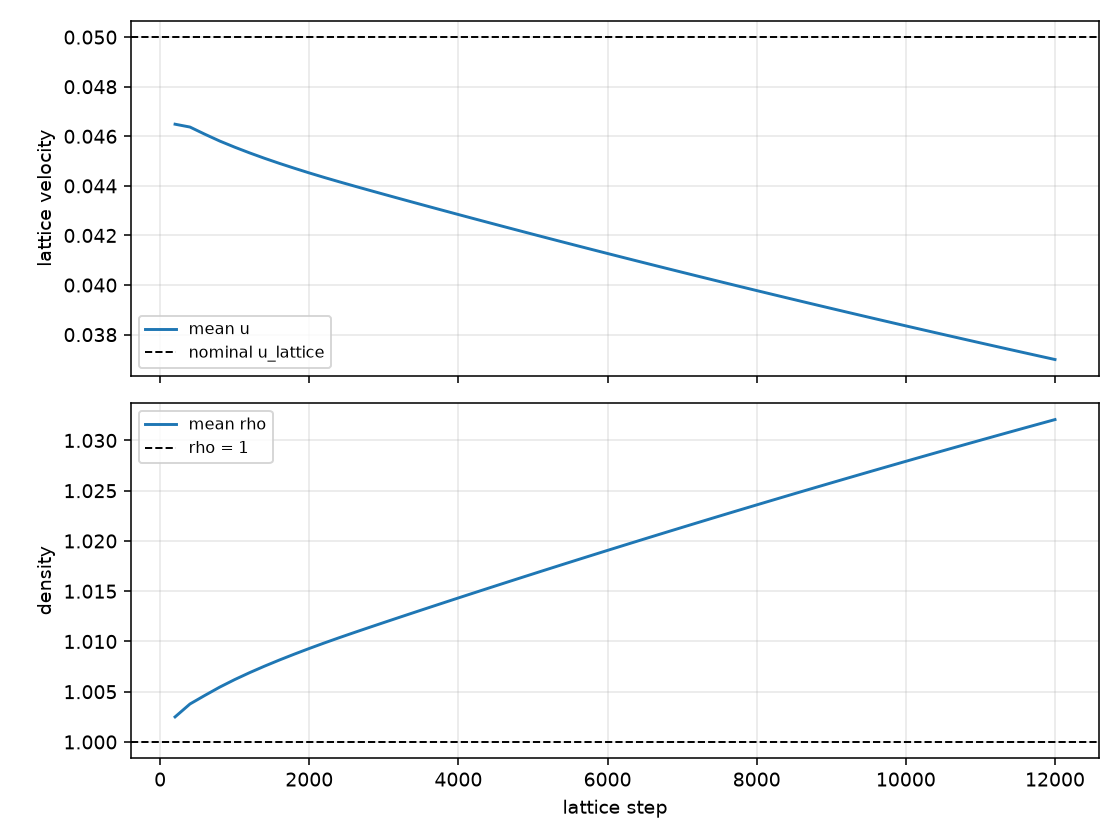 0.050
0.048
0.046
0.044
0.042
0.040
0.038
lattice velocity
mean u
nominal u_lattice
1.030
1.025
1.020
1.015
1.010
1.005
1.000
density
mean rho
rho = 1
0 2000 4000 6000 8000 10000 12000
lattice step